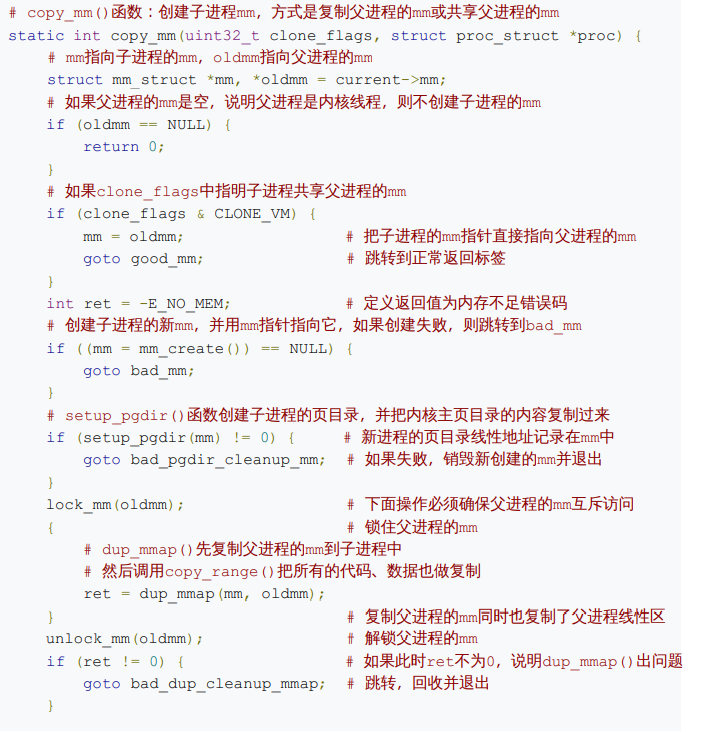 # copy_mm()函数：创建子进程mm，方式是复制父进程的mm或共享父进程的mm
static int copy_mm(uint32_t clone_flags, struct proc_struct *proc) {
    # mm指向子进程的mm，oldmm指向父进程的mm
    struct mm_struct *mm, *oldmm = current->mm;
    # 如果父进程的mm是空，说明父进程是内核线程，则不创建子进程的mm
    if (oldmm == NULL) {
        return 0;
    }
    # 如果clone_flags中指明子进程共享父进程的mm
    if (clone_flags & CLONE_VM) {
        mm = oldmm;                 # 把子进程的mm指针直接指向父进程的mm
        goto good_mm;               # 跳转到正常返回标签
    }
    int ret = -E_NO_MEM;            # 定义返回值为内存不足错误码
    # 创建子进程的新mm，并用mm指针指向它，如果创建失败，则跳转到bad_mm
    if ((mm = mm_create()) == NULL) {
        goto bad_mm;
    }
    # setup_pgdir()函数创建子进程的页目录，并把内核主页目录的内容复制过来
    if (setup_pgdir(mm) != 0) {     # 新进程的页目录线性地址记录在mm中
        goto bad_pgdir_cleanup_mm;  # 如果失败，销毁新创建的mm并退出
    }
    lock_mm(oldmm);                 # 下面操作必须确保父进程的mm互斥访问
    {                               # 锁住父进程的mm
        # dup_mmap()先复制父进程的mm到子进程中
        # 然后调用copy_range()把所有的代码、数据也做复制
        ret = dup_mmap(mm, oldmm);
    }                               # 复制父进程的mm同时也复制了父进程线性区
    unlock_mm(oldmm);               # 解锁父进程的mm
    if (ret != 0) {                 # 如果此时ret不为0，说明dup_mmap()出问题
        goto bad_dup_cleanup_mmap;  # 跳转，回收并退出
    }